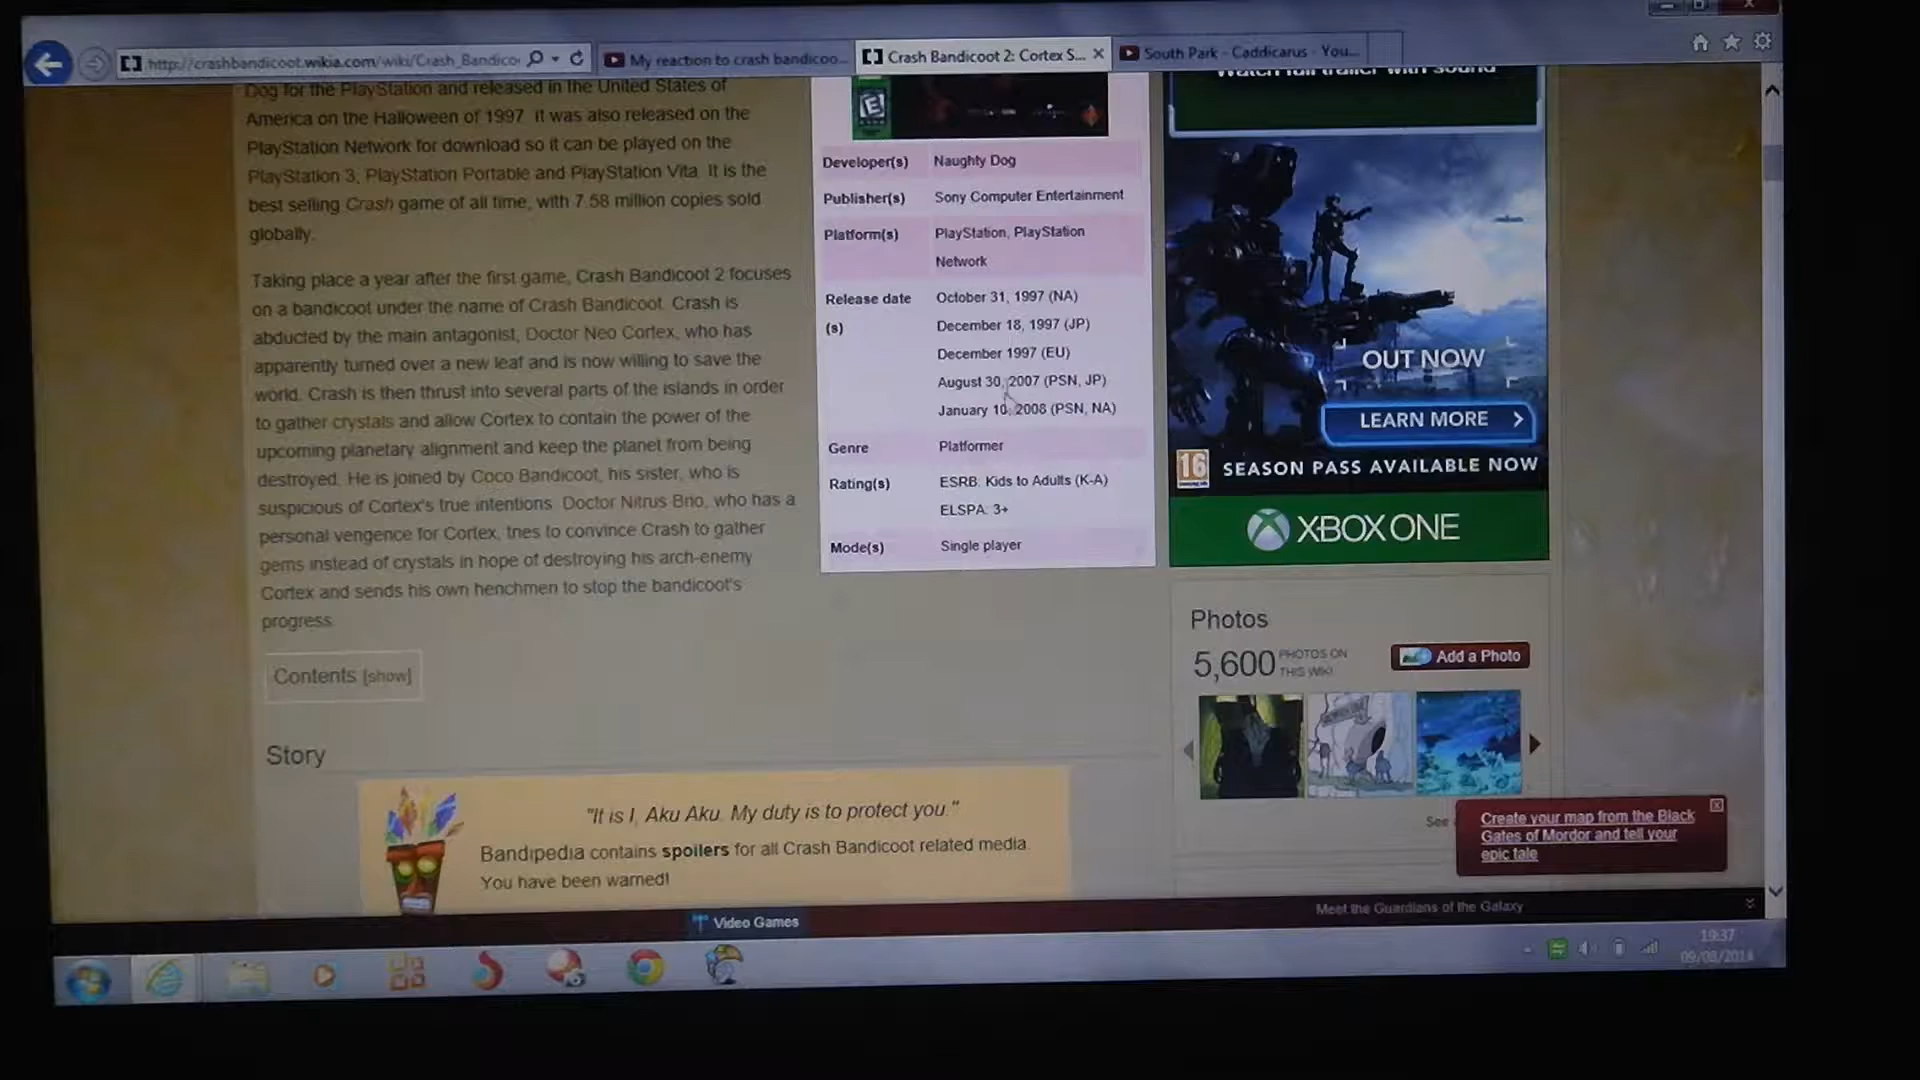 http://crashbandicoot.wikia.com/wiki/Crash_Bandico
My reaction to crash bandicoo...
Crash Bandicoot 2: Cortex S...
South Park - Caddicarus - You...
Dog for the PlayStation and released in the United States of
America on the Halloween of 1997. It was also released on the
PlayStation Network for download so it can be played on the
PlayStation 3, PlayStation Portable and PlayStation Vita. It is the
best selling Crash game of all time, with 7.58 million copies sold
globally.
Taking place a year after the first game, Crash Bandicoot 2 focuses
on a bandicoot under the name of Crash Bandicoot. Crash is
abducted by the main antagonist, Doctor Neo Cortex, who has
apparently turned over a new leaf and is now willing to save the
world. Crash is then thrust into several parts of the islands in order
to gather crystals and allow Cortex to contain the power of the
upcoming planetary alignment and keep the planet from being
destroyed. He is joined by Coco Bandicoot, his sister, who is
suspicious of Cortex's true intentions. Doctor Nitrus Brio, who has a
personal vengence for Cortex, tries to convince Crash to gather
gems instead of crystals in hope of destroying his arch-enemy
Cortex and sends his own henchmen to stop the bandicoot's
progress.
Contents [show]
Story
"It is I, Aku Aku. My duty is to protect you."
Bandipedia contains spoilers for all Crash Bandicoot related media.
You have been warned!
E
Developer(s) Naughty Dog
Publisher(s) Sony Computer Entertainment
Platform(s) PlayStation, PlayStation
Network
Release date
(s)
October 31, 1997 (NA)
December 18, 1997 (JP)
December 1997 (EU)
August 30, 2007 (PSN, JP)
January 10, 2008 (PSN, NA)
Genre Platformer
Rating(s) ESRB: Kids to Adults (K-A)
ELSPA: 3+
Mode(s) Single player
Watch full trailer with sound
OUT NOW
LEARN MORE
16 SEASON PASS AVAILABLE NOW
XBOX ONE
Photos
5,600 PHOTOS ON
THIS WIKI
Add a Photo
See
Create your map from the Black
Gates of Mordor and tell your
epic tale
Video Games
Meet the Guardians of the Galaxy
19:37